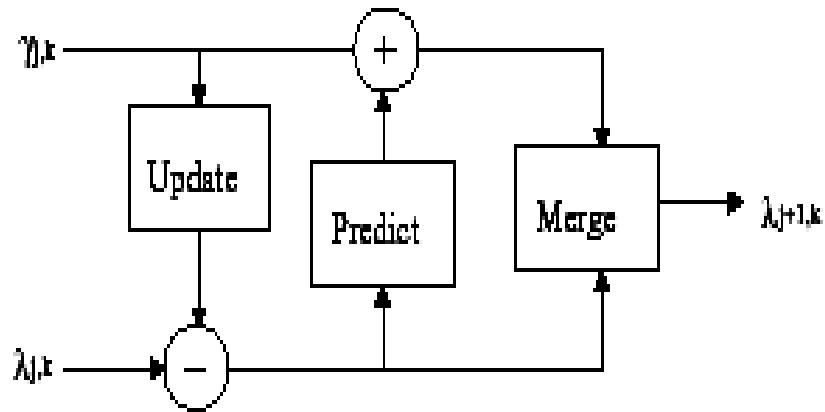 γj,k
+
Update
Predict
Merge
λj+1,k
λj,k
−